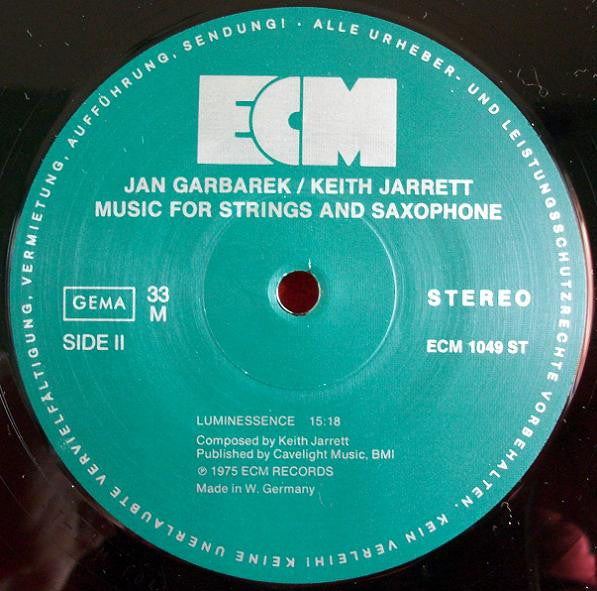 ECM
JAN GARBAREK / KEITH JARRETT
MUSIC FOR STRINGS AND SAXOPHONE
GEMA
33
M
SIDE II
STEREO
ECM 1049 ST
LUMINESSENCE 15:18
Composed by Keith Jarrett
Published by Cavelight Music, BMI
℗ 1975 ECM RECORDS
Made in W. Germany
ALLE URHEBER- UND LEISTUNGSSCHUTZRECHTE VORBEHALTEN. KEIN VERLEIH! KEINE UNERLAUBTE VERVIELFÄLTIGUNG, VERMIETUNG, AUFFÜHRUNG, SENDUNG! ·